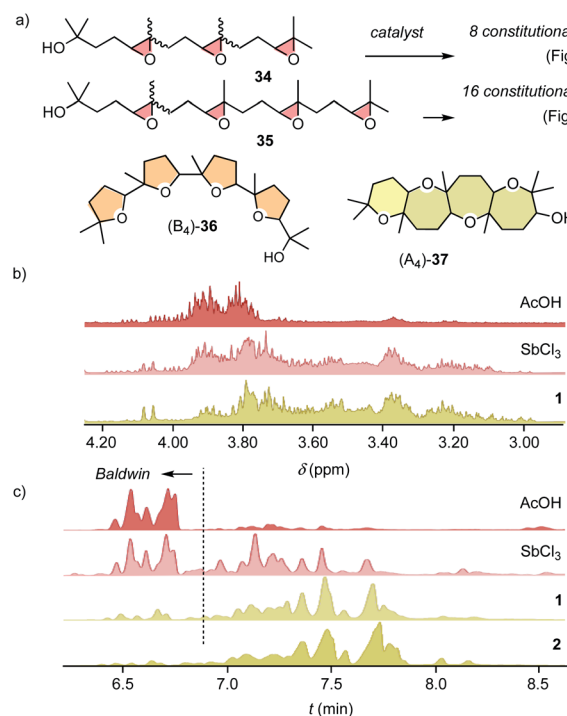 a)
catalyst
8 constitutiona
HO
O
O
O
34
(Fig
16 constitutiona
HO
O
O
O
O
35
(Fig
O
O
O
O
(B4)-36
HO
O
O
O
O
OH
(A4)-37
b)
AcOH
SbCl3
1
4.20 4.00 3.80 3.60 3.40 3.20 3.00
δ (ppm)
c)
Baldwin
AcOH
SbCl3
1
2
6.5 7.0 7.5 8.0 8.5
t (min)